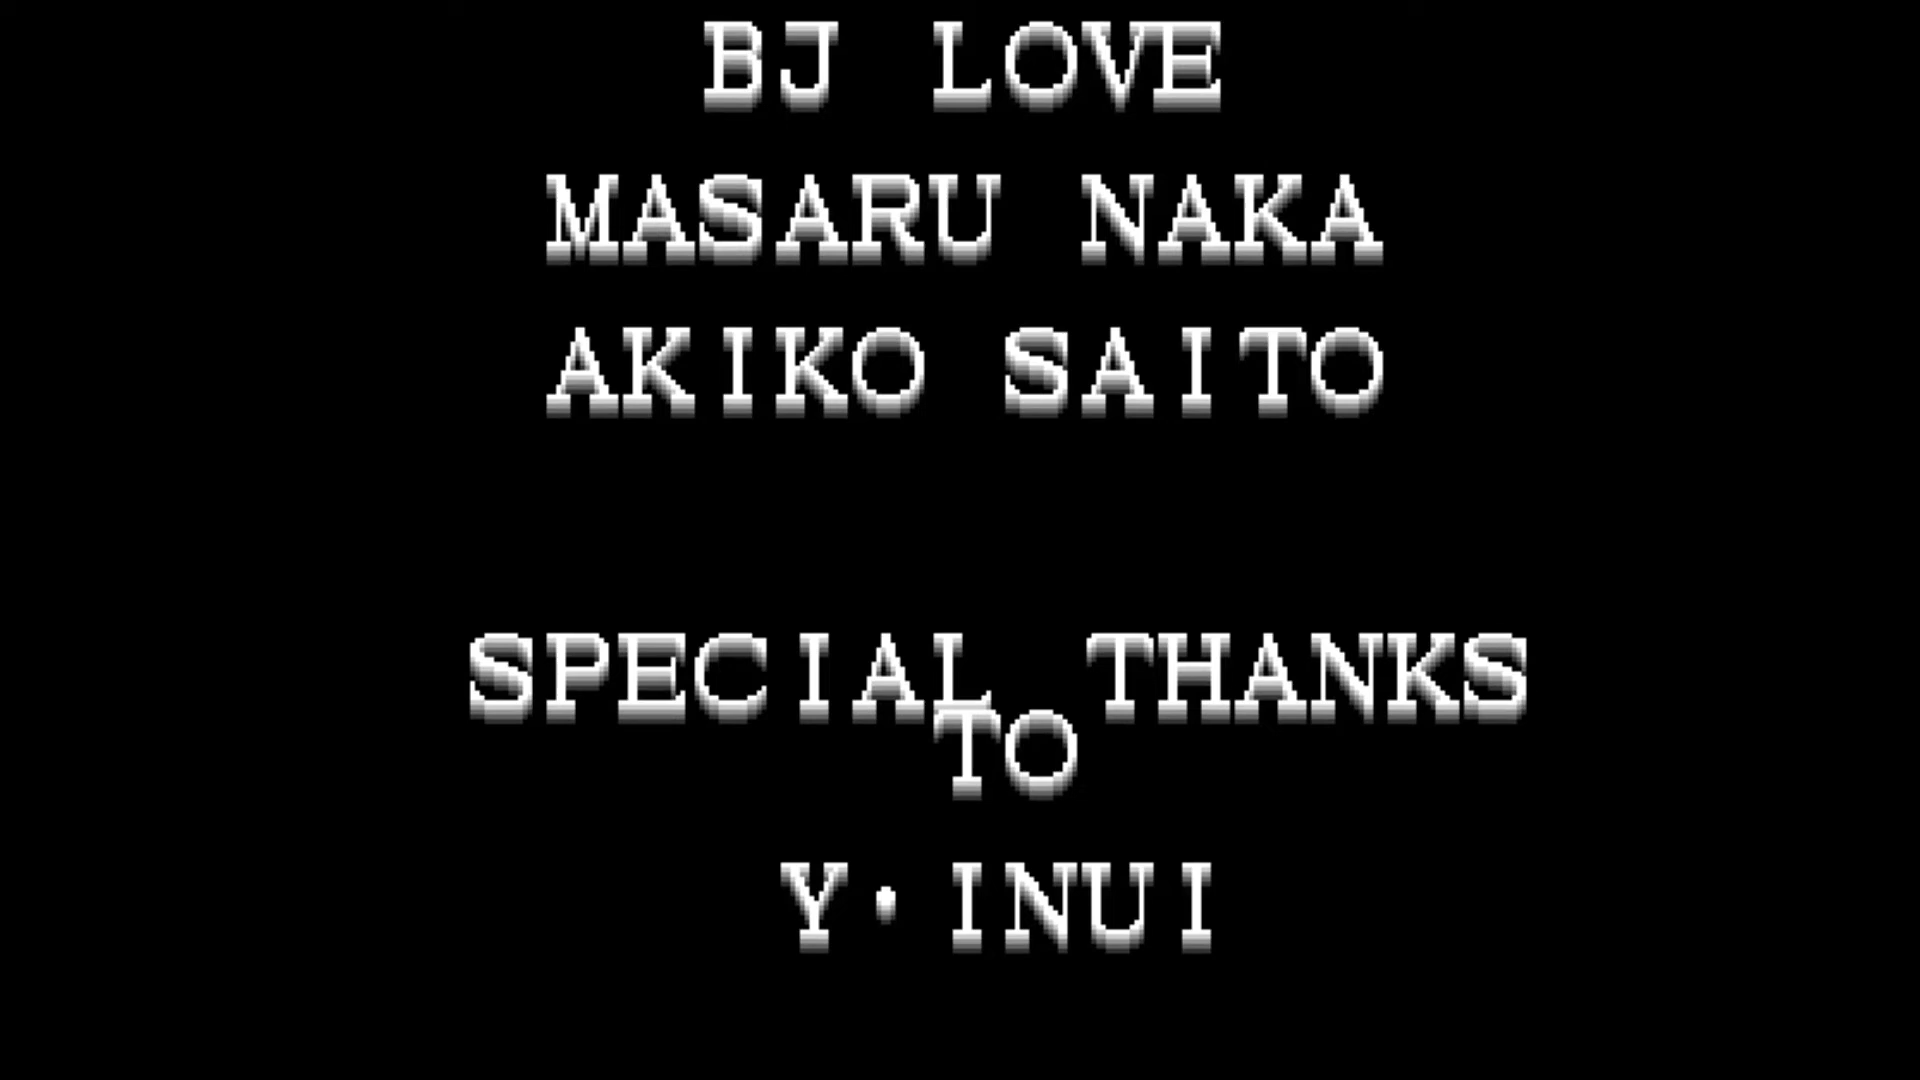 BJ LOVE
MASARU NAKA
AKIKO SAITO
SPECIAL THANKS
TO
Y· INUI